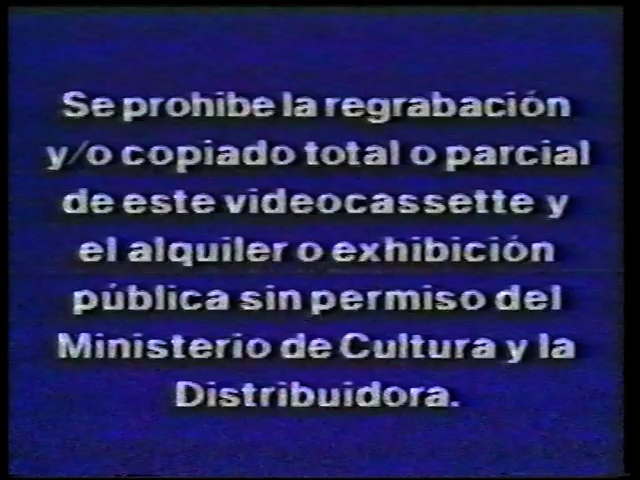 Se prohibe la regrabación
y/o copiado total o parcial
de este videocassette y
el alquiler o exhibición
pública sin permiso del
Ministerio de Cultura y la
Distribuidora.